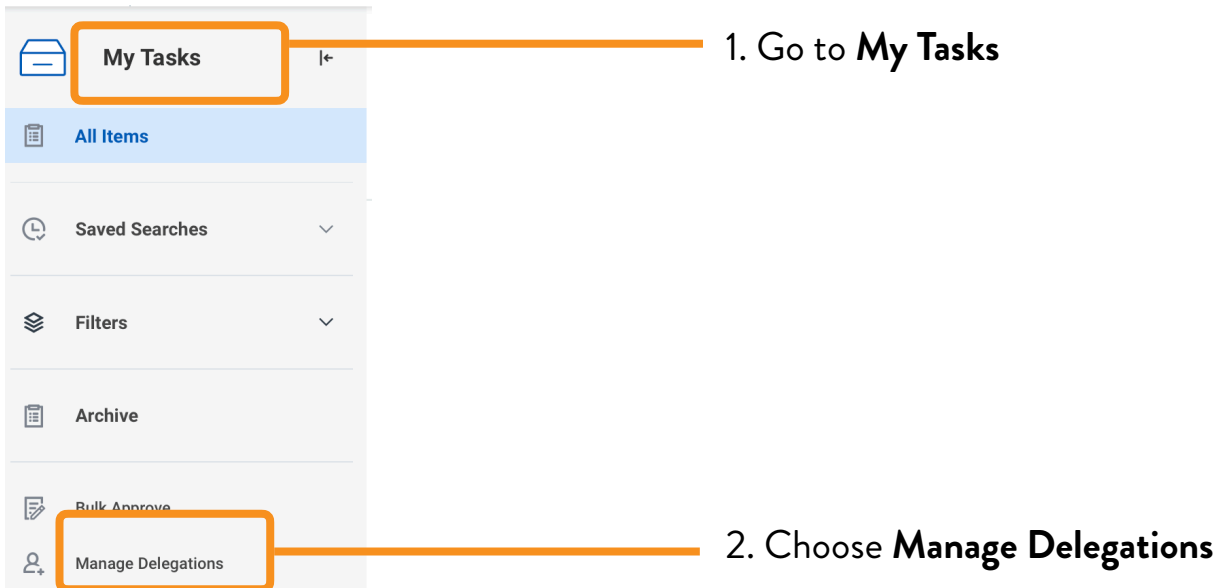 My Tasks
1. Go to My Tasks
All Items
Saved Searches
Filters
Archive
Bulk Approve
Manage Delegations
2. Choose Manage Delegations